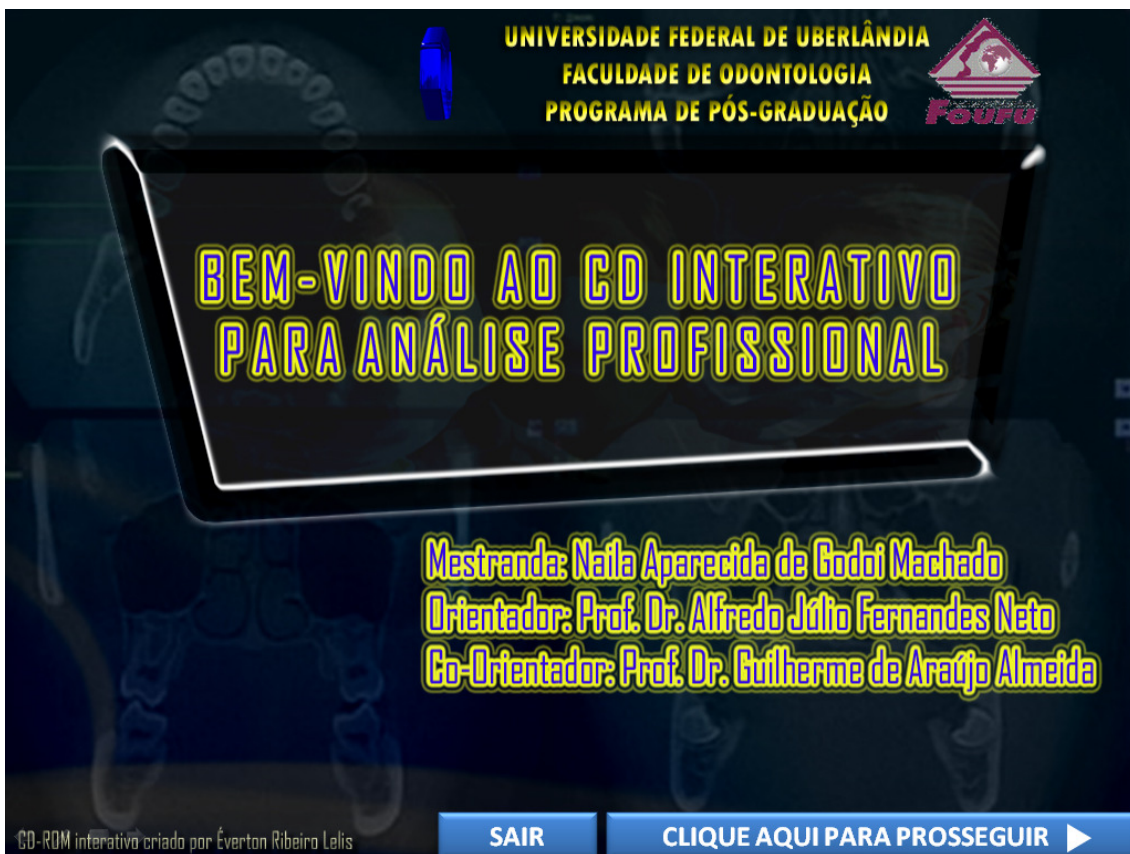 UNIVERSIDADE FEDERAL DE UBERLÂNDIA
FACULDADE DE ODONTOLOGIA
PROGRAMA DE PÓS-GRADUAÇÃO
FOUFU
BEM-VINDO AO CD INTERATIVO
PARA ANÁLISE PROFISSIONAL
Mestranda: Naila Aparecida de Godoi Machado
Orientador: Prof. Dr. Alfredo Júlio Fernandes Neto
Co-Orientador: Prof. Dr. Guilherme de Araújo Almeida
CD-ROM interativo criado por Éverton Ribeiro Lelis
SAIR
CLIQUE AQUI PARA PROSSEGUIR